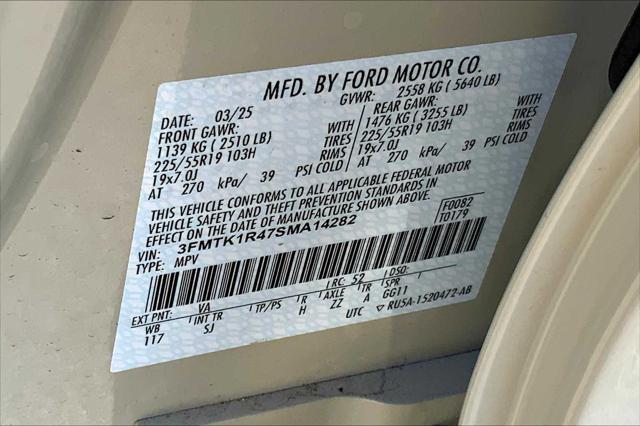 MFD. BY FORD MOTOR CO.
DATE: 03/25 GVWR: 2558 KG ( 5640 LB)
FRONT GAWR: WITH REAR GAWR: WITH
1139 KG ( 2510 LB) TIRES 1476 KG ( 3255 LB) TIRES
225/55R19 103H RIMS 225/55R19 103H RIMS
19x7.0J PSI COLD 19x7.0J PSI COLD
AT 270 kPa/ 39 AT 270 kPa/ 39
THIS VEHICLE CONFORMS TO ALL APPLICABLE FEDERAL MOTOR
VEHICLE SAFETY AND THEFT PREVENTION STANDARDS IN
EFFECT ON THE DATE OF MANUFACTURE SHOWN ABOVE.
VIN: 3FMTK1R47SMA14282 F0082
TYPE: MPV T0179
EXT PNT: VA RC: 52 DSO:
WB INT TR TP/PS R AXLE TR SPR
117 SJ H ZZ A GG11
UTC ▽ RU5A-1520472-AB